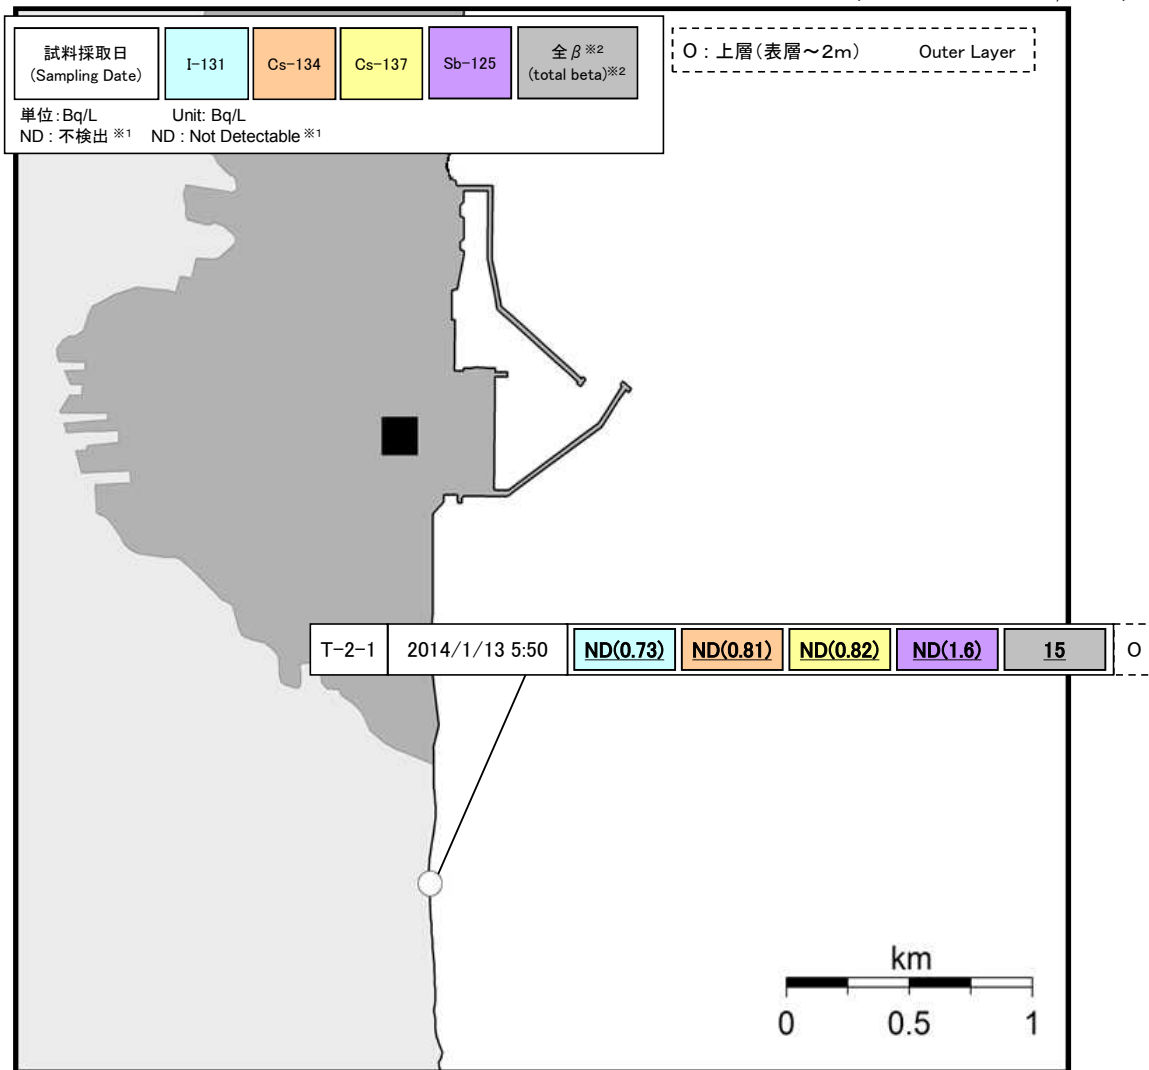 試料採取日
(Sampling Date)
I-131
Cs-134
Cs-137
Sb-125
全β※2
(total beta)※2
単位:Bq/L Unit: Bq/L
ND : 不検出 ※1 ND : Not Detectable ※1
O : 上層(表層～2m) Outer Layer
T-2-1 2014/1/13 5:50 ND(0.73) ND(0.81) ND(0.82) ND(1.6) 15 O
km
0 0.5 1